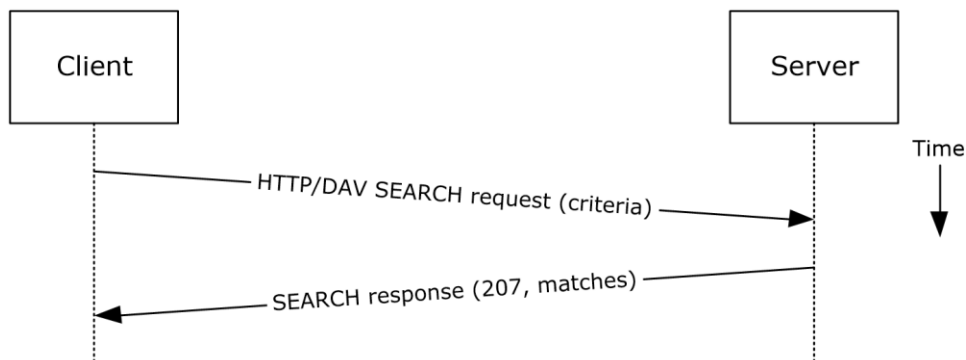 Client
Server
Time
HTTP/DAV SEARCH request (criteria)
SEARCH response (207, matches)